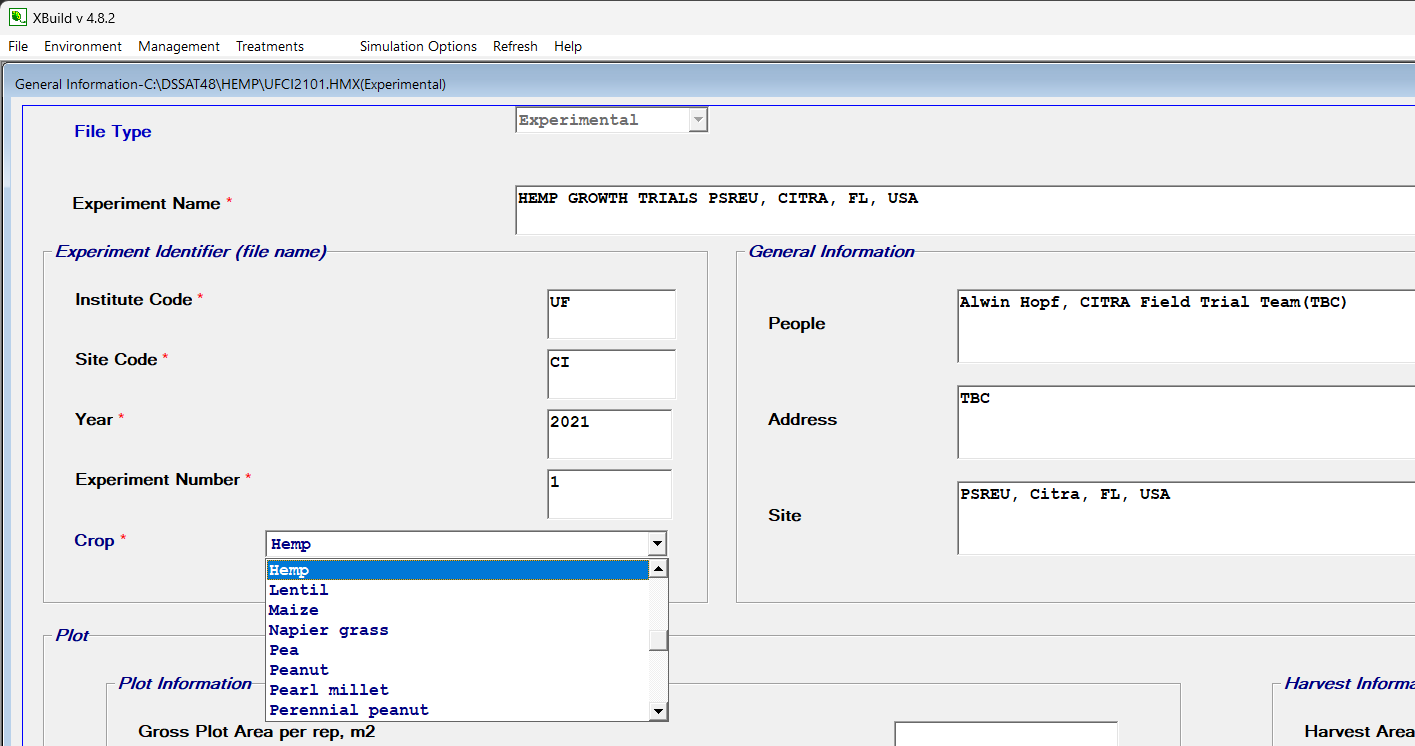 XBuild v 4.8.2
File Environment Management Treatments Simulation Options Refresh Help
General Information-C:\DSSAT48\HEMP\UFCI2101.HMX(Experimental)
File Type
Experimental
Experiment Name *
HEMP GROWTH TRIALS PSREU, CITRA, FL, USA
Experiment Identifier (file name)
Institute Code *
UF
Site Code *
CI
Year *
2021
Experiment Number *
1
Crop *
Hemp
Hemp
Lentil
Maize
Napier grass
Pea
Peanut
Pearl millet
Perennial peanut
General Information
People
Alwin Hopf, CITRA Field Trial Team(TBC)
Address
TBC
Site
PSREU, Citra, FL, USA
Plot
Plot Information
Gross Plot Area per rep, m2
Harvest Informa
Harvest Area